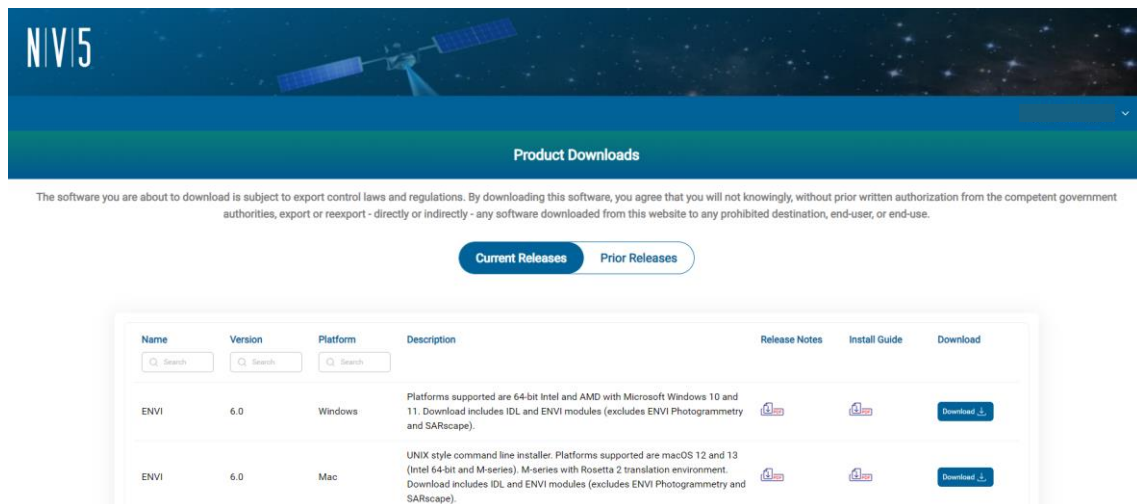 N|V|5
Product Downloads
The software you are about to download is subject to export control laws and regulations. By downloading this software, you agree that you will not knowingly, without prior written authorization from the competent government
authorities, export or reexport - directly or indirectly - any software downloaded from this website to any prohibited destination, end-user, or end-use.
Current Releases Prior Releases
Name Version Platform Description Release Notes Install Guide Download
Search Search Search
Platforms supported are 64-bit Intel and AMD with Microsoft Windows 10 and
ENVI 6.0 Windows 11. Download includes IDL and ENVI modules (excludes ENVI Photogrammetry PDF PDF Download
and SARscape).
UNIX style command line installer. Platforms supported are macOS 12 and 13
(Intel 64-bit and M-series). M-series with Rosetta 2 translation environment.
ENVI 6.0 Mac Download includes IDL and ENVI modules (excludes ENVI Photogrammetry and PDF PDF Download
SARscape).